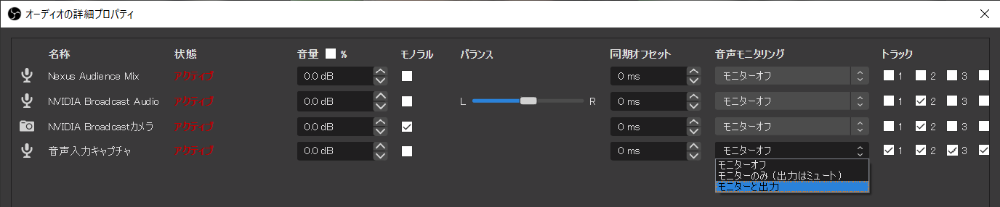 オーディオの詳細プロパティ
名称 状態 音量 % モノラル バランス 同期オフセット 音声モニタリング トラック
Nexus Audience Mix アクティブ 0.0 dB 0 ms モニターオフ 1 2 3
NVIDIA Broadcast Audio アクティブ 0.0 dB L R 0 ms モニターオフ 1 2 3
NVIDIA Broadcastカメラ アクティブ 0.0 dB 0 ms モニターオフ 1 2 3
音声入力キャプチャ アクティブ 0.0 dB 0 ms モニターオフ 1 2 3
モニターオフ
モニターのみ (出力はミュート)
モニターと出力